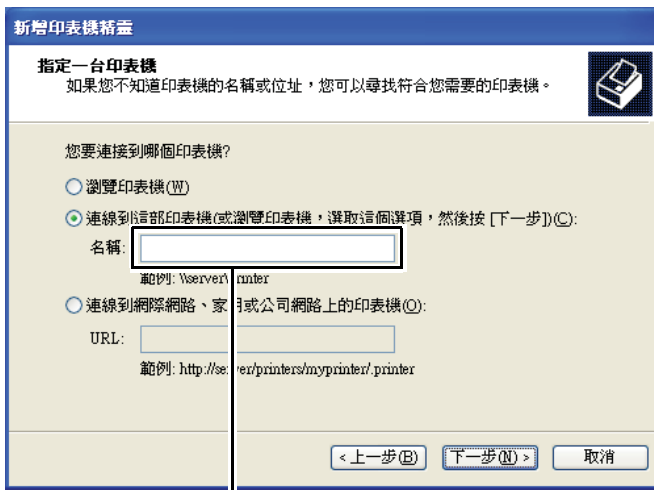 新增印表機精靈
指定一台印表機
如果您不知道印表機的名稱或位址，您可以尋找符合您需要的印表機。
您要連接到哪個印表機?
瀏覽印表機(W)
連線到這部印表機(或瀏覽印表機，選取這個選項，然後按 [下一步])(C):
名稱:
範例: \\server\printer
連線到網際網路、家用或公司網路上的印表機(O):
URL:
範例: http://server/printers/myprinter/.printer
<上一步(B) 下一步(N)> 取消